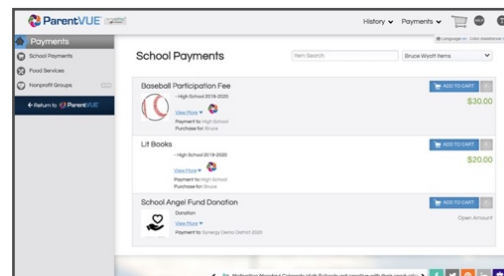 ParentVUE
History Payments
Payments
School Payments
Food Services
Nonprofit Groups
Return to ParentVUE
School Payments
Item Search
Bruce Wyatt Items
Baseball Participation Fee
- High School 2019-2020
View More
Payment to High School
Purchase for Bruce
ADD TO CART
$30.00
Lit Books
- High School 2019-2020
View More
Payment to High School
Purchase for Bruce
ADD TO CART
$20.00
School Angel Fund Donation
Donation
View More
Payment to Synergy Demo District 2020
ADD TO CART
Open Amount